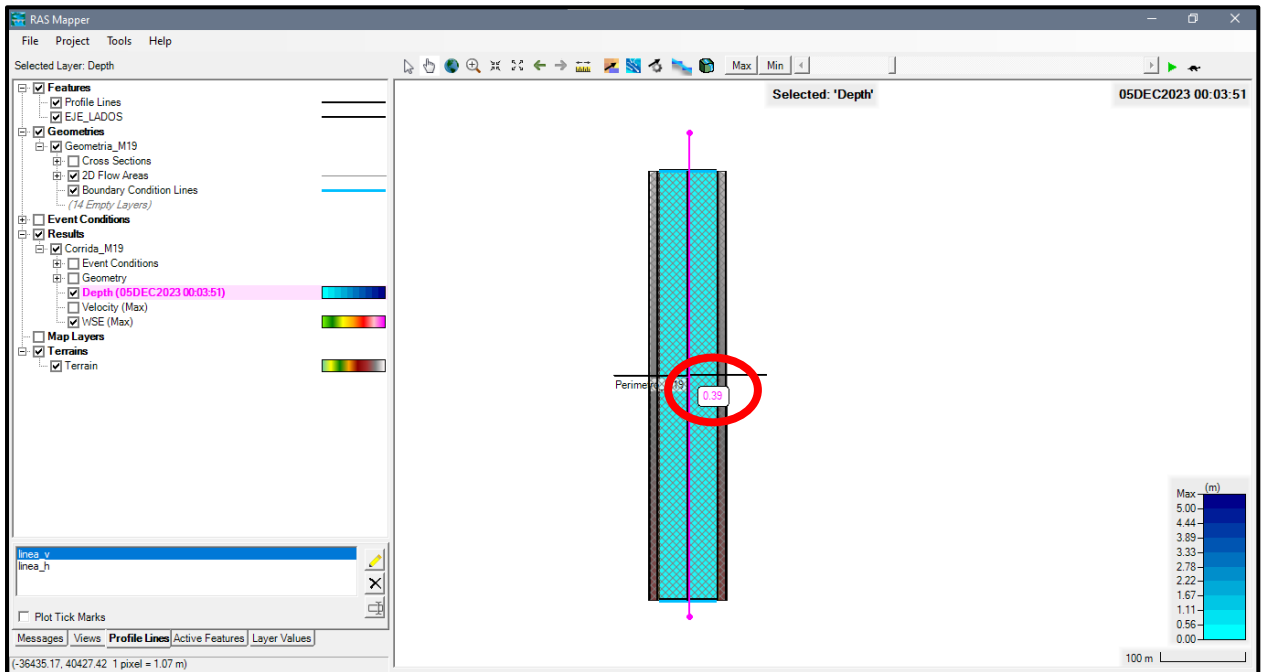 RAS Mapper
File Project Tools Help
Selected Layer: Depth
Max Min
Features
Profile Lines
EJE_LADOS
Geometries
Geometria_M19
Cross Sections
2D Flow Areas
Boundary Condition Lines
(14 Empty Layers)
Event Conditions
Results
Corrida_M19
Event Conditions
Geometry
Depth (05DEC2023 00:03:51)
Velocity (Max)
WSE (Max)
Map Layers
Terrains
Terrain
linea_v
linea_h
Plot Tick Marks
Messages Views Profile Lines Active Features Layer Values
(-36435.17, 40427.42 1 pixel = 1.07 m)
Selected: 'Depth'
05DEC2023 00:03:51
0.39
(m)
Max
5.00
4.44
3.89
3.33
2.78
2.22
1.67
1.11
0.56
0.00
100 m